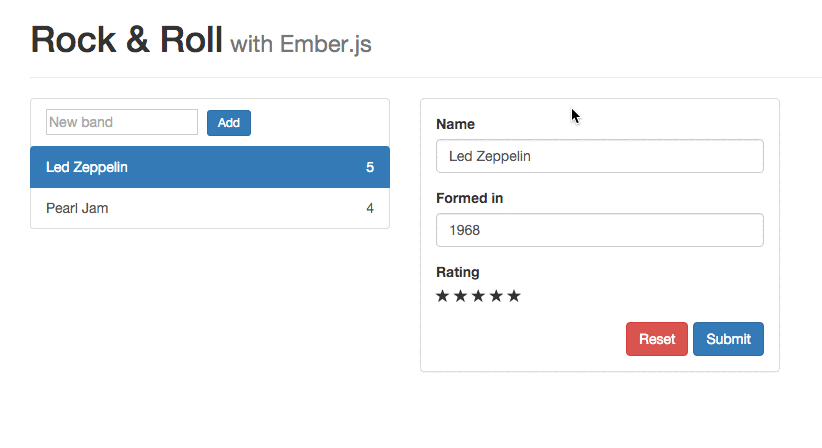 Rock & Roll with Ember.js
New band Add
Led Zeppelin 5
Pearl Jam 4
Name
Led Zeppelin
Formed in
1968
Rating
★ ★ ★ ★ ★
Reset Submit